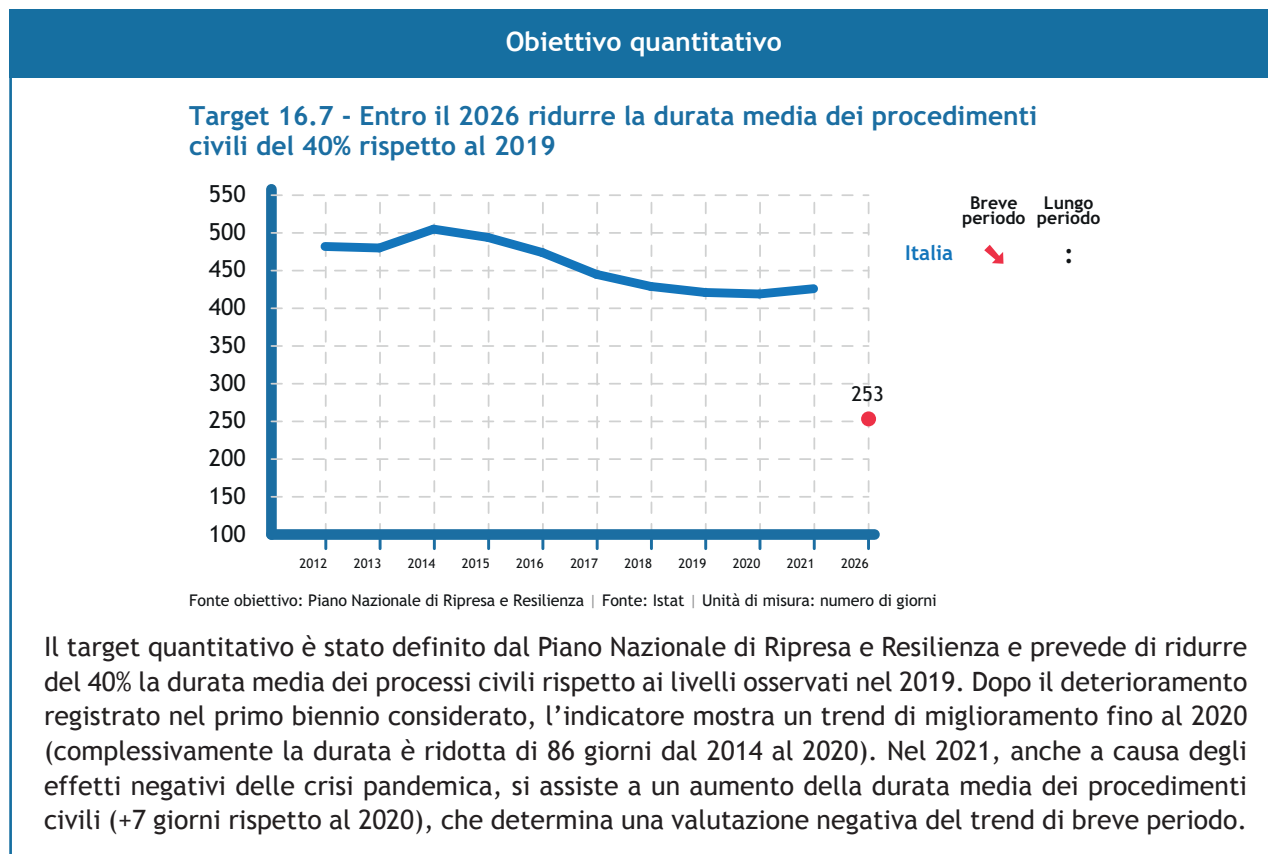 Obiettivo quantitativo
Target 16.7 - Entro il 2026 ridurre la durata media dei procedimenti
civili del 40% rispetto al 2019
550
500
450
400
350
300
250
200
150
100
253
2012 2013 2014 2015 2016 2017 2018 2019 2020 2021 2026
Breve periodo
Lungo periodo
Italia :
Fonte obiettivo: Piano Nazionale di Ripresa e Resilienza | Fonte: Istat | Unità di misura: numero di giorni
Il target quantitativo è stato definito dal Piano Nazionale di Ripresa e Resilienza e prevede di ridurre
del 40% la durata media dei processi civili rispetto ai livelli osservati nel 2019. Dopo il deterioramento
registrato nel primo biennio considerato, l’indicatore mostra un trend di miglioramento fino al 2020
(complessivamente la durata è ridotta di 86 giorni dal 2014 al 2020). Nel 2021, anche a causa degli
effetti negativi delle crisi pandemica, si assiste a un aumento della durata media dei procedimenti
civili (+7 giorni rispetto al 2020), che determina una valutazione negativa del trend di breve periodo.